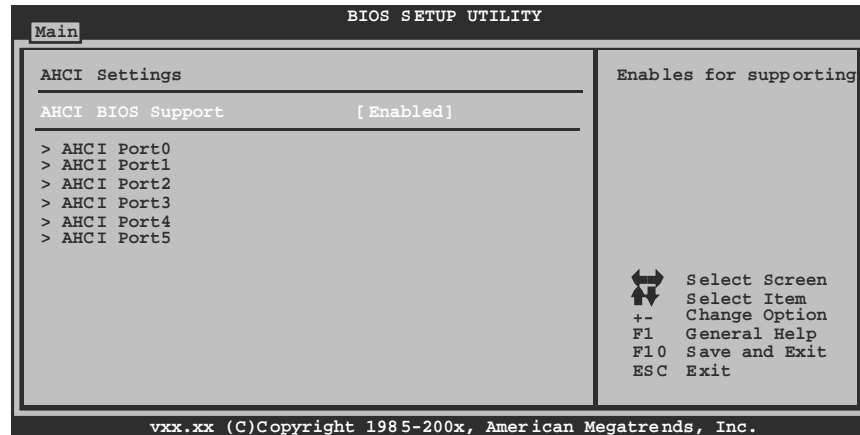 BIOS SETUP UTILITY
Main
AHCI Settings
AHCI BIOS Support [Enabled]
> AHCI Port0
> AHCI Port1
> AHCI Port2
> AHCI Port3
> AHCI Port4
> AHCI Port5
Enables for supporting
Select Screen
Select Item
+- Change Option
F1 General Help
F10 Save and Exit
ESC Exit
vxx.xx (C)Copyright 1985-200x, American Megatrends, Inc.